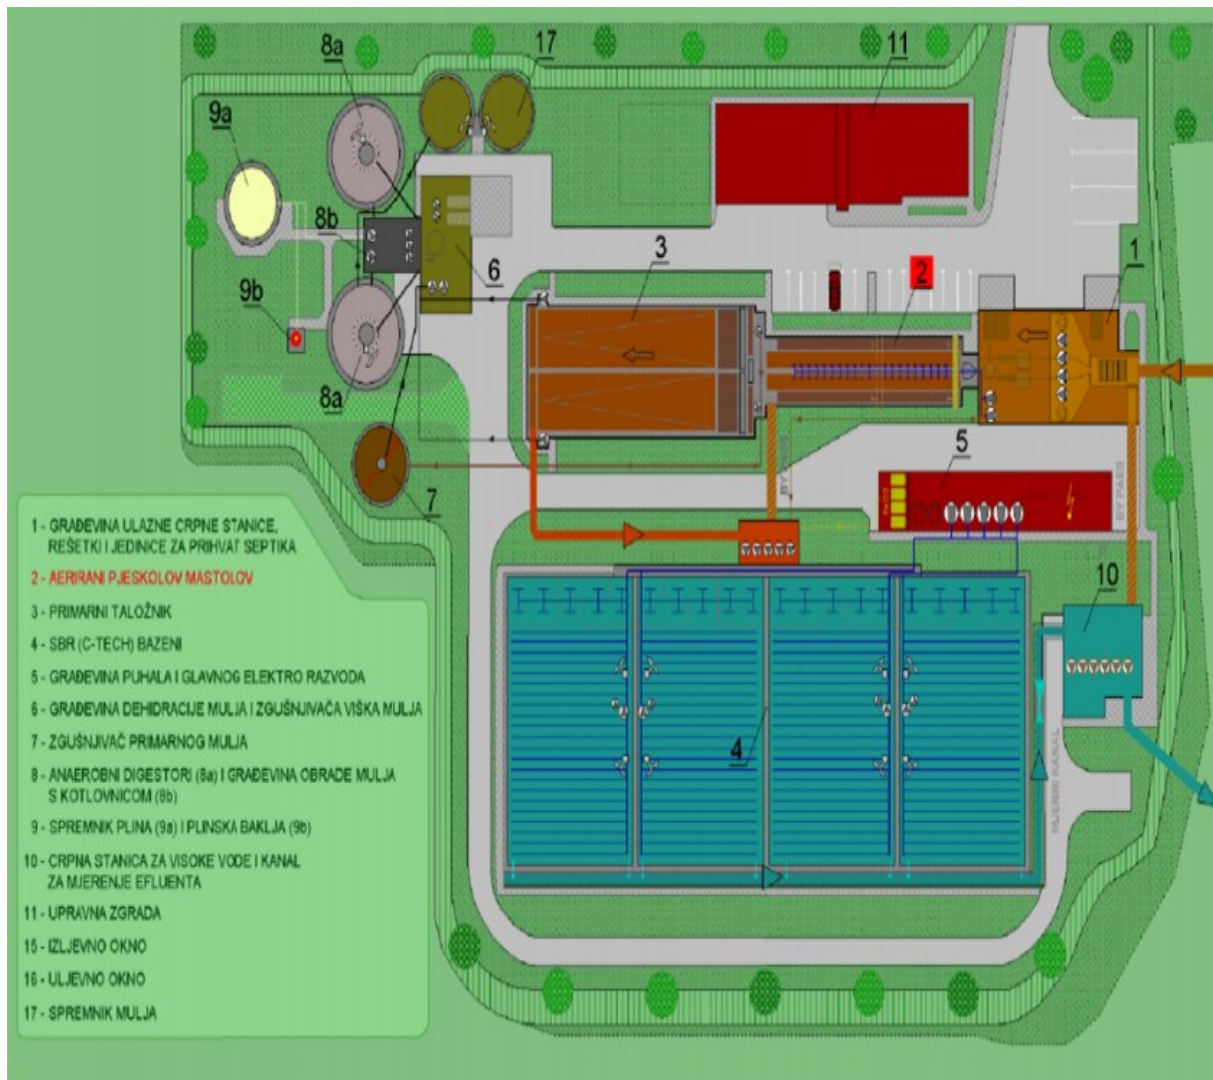 8a
17
11
9a
8b
6
3
2
1
9b
8a
7
5
BY PASS
10
4
MJERNI KANAL
1 - GRAĐEVINA ULAZNE CRPNE STANICE,
REŠETKI I JEDINICE ZA PRIHVAT SEPTIKA
2 - AERIRANI PJESKOLOV MASTOLOV
3 - PRIMARNI TALOŽNIK
4 - SBR (C-TECH) BAZENI
5 - GRAĐEVINA PUHALA I GLAVNOG ELEKTRO RAZVODA
6 - GRAĐEVINA DEHIDRACIJE MULJA I ZGUŠNJIVAČA VIŠKA MULJA
7 - ZGUŠNJIVAČ PRIMARNOG MULJA
8 - ANAEROBNI DIGESTORI (8a) I GRAĐEVINA OBRADE MULJA
S KOTLOVNICOM (8b)
9 - SPREMNIK PLINA (9a) I PLINSKA BAKLJA (9b)
10 - CRPNA STANICA ZA VISOKE VODE I KANAL
ZA MJERENJE EFLUENTA
11 - UPRAVNA ZGRADA
15 - IZLJEVNO OKNO
16 - ULJEVNO OKNO
17 - SPREMNIK MULJA